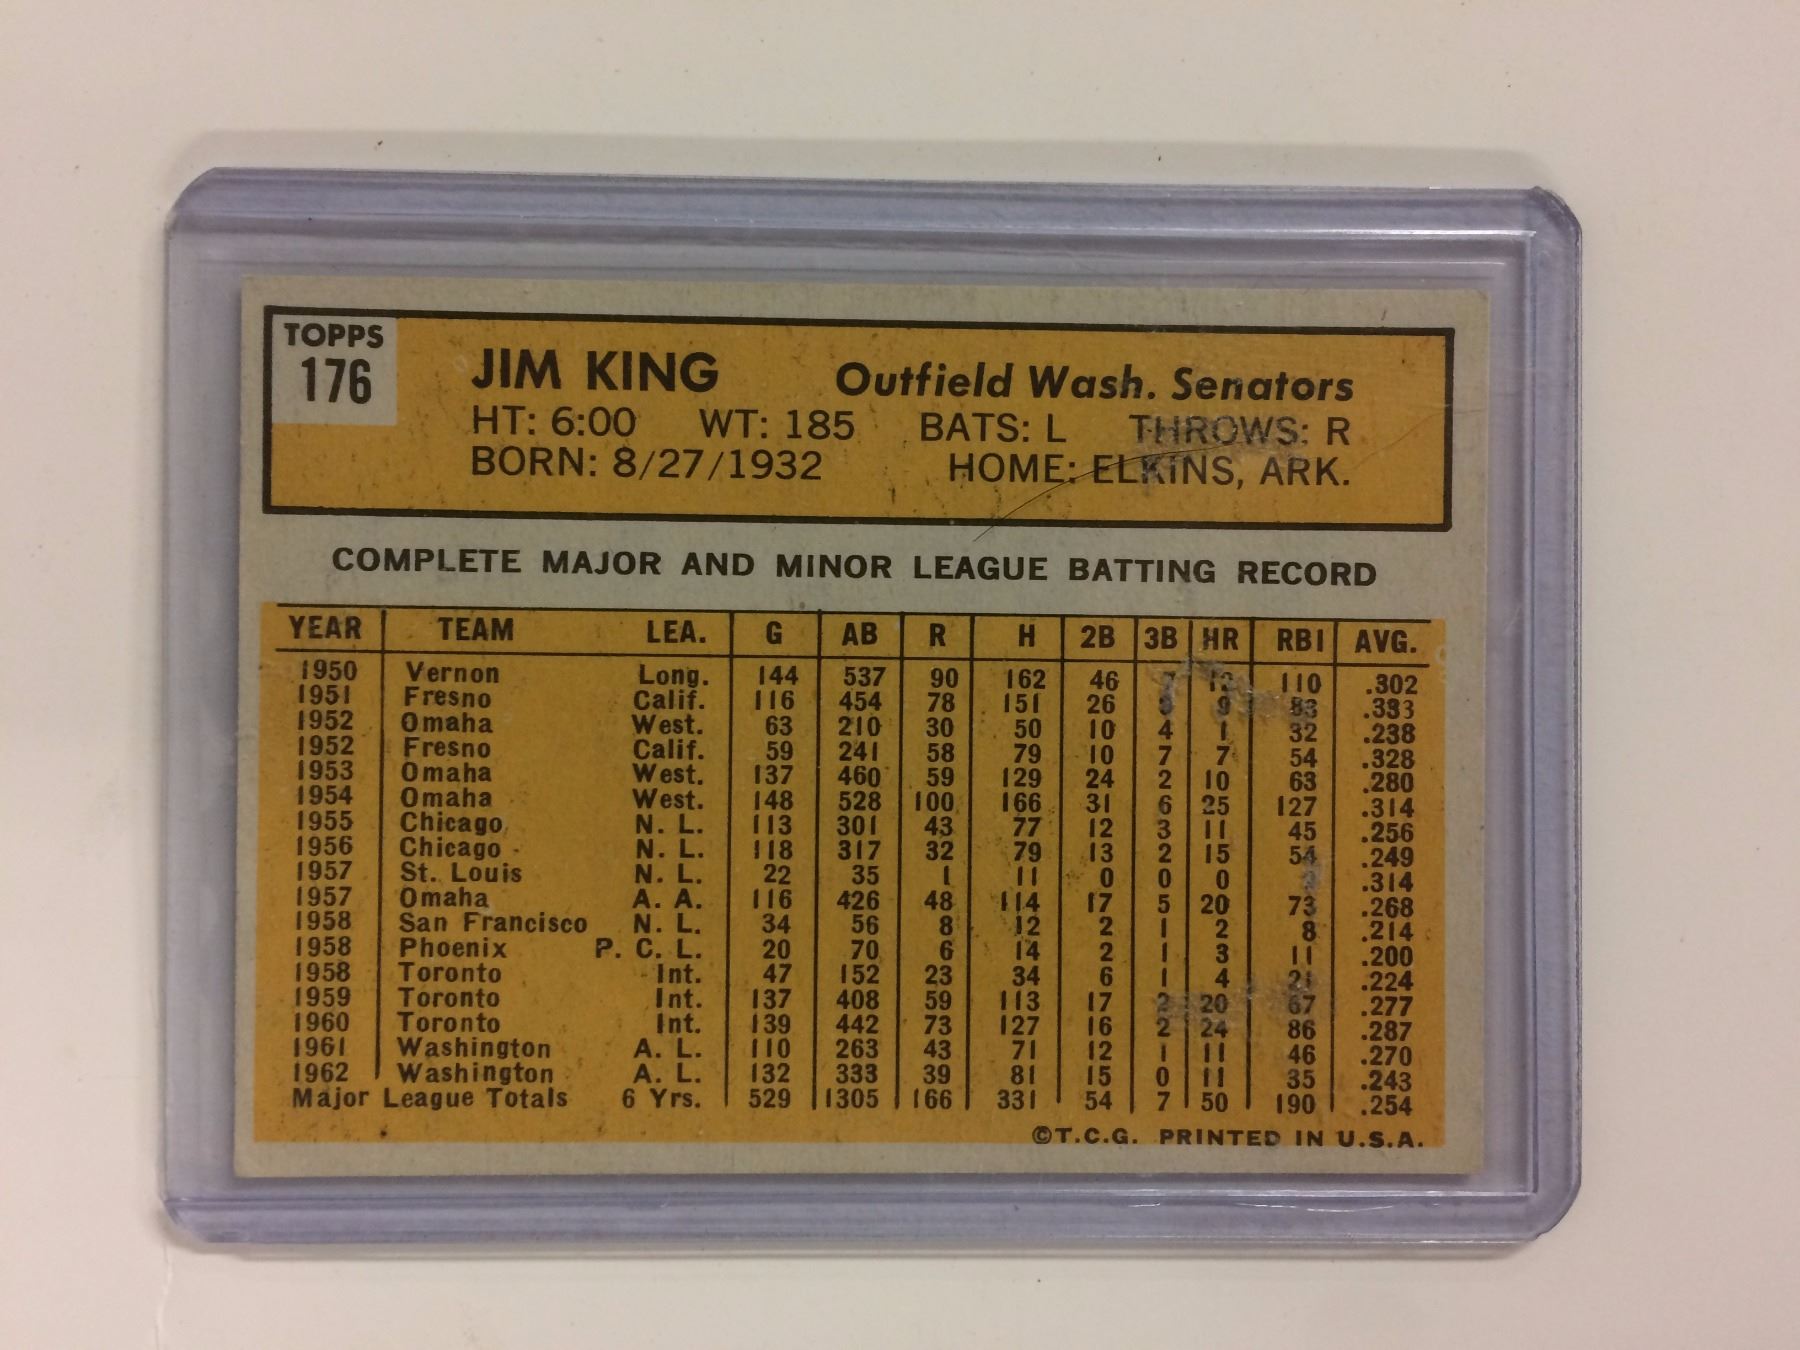 TOPPS
176
JIM KING Outfield Wash. Senators
HT: 6:00 WT: 185 BATS: L THROWS: R
BORN: 8/27/1932 HOME: ELKINS, ARK.
COMPLETE MAJOR AND MINOR LEAGUE BATTING RECORD
YEAR TEAM LEA. G AB R H 2B 3B HR RBI AVG.
1950 Vernon Long. 144 537 90 162 46 110 .302
1951 Fresno Calif. 116 454 78 151 26 9 .333
1952 Omaha West. 63 210 30 50 10 4 1 32 .238
1952 Fresno Calif. 59 241 58 79 10 7 7 54 .328
1953 Omaha West. 137 460 59 129 24 2 10 63 .280
1954 Omaha West. 148 528 100 166 31 6 25 127 .314
1955 Chicago N. L. 113 301 43 77 12 3 11 45 .256
1956 Chicago N. L. 118 317 32 79 13 2 15 54 .249
1957 St. Louis N. L. 22 35 1 11 0 0 0 .314
1957 Omaha A. A. 116 426 48 114 17 5 20 73 .268
1958 San Francisco N. L. 34 56 8 12 2 1 2 8 .214
1958 Phoenix P. C. L. 20 70 6 14 2 1 3 11 .200
1958 Toronto Int. 47 152 23 34 6 1 4 21 .224
1959 Toronto Int. 137 408 59 113 17 2 20 67 .277
1960 Toronto Int. 139 442 73 127 16 2 24 86 .287
1961 Washington A. L. 110 263 43 71 12 1 11 46 .270
1962 Washington A. L. 132 333 39 81 15 0 11 35 .243
Major League Totals 6 Yrs. 529 1305 166 331 54 7 50 190 .254
©T.C.G. PRINTED IN U.S.A.